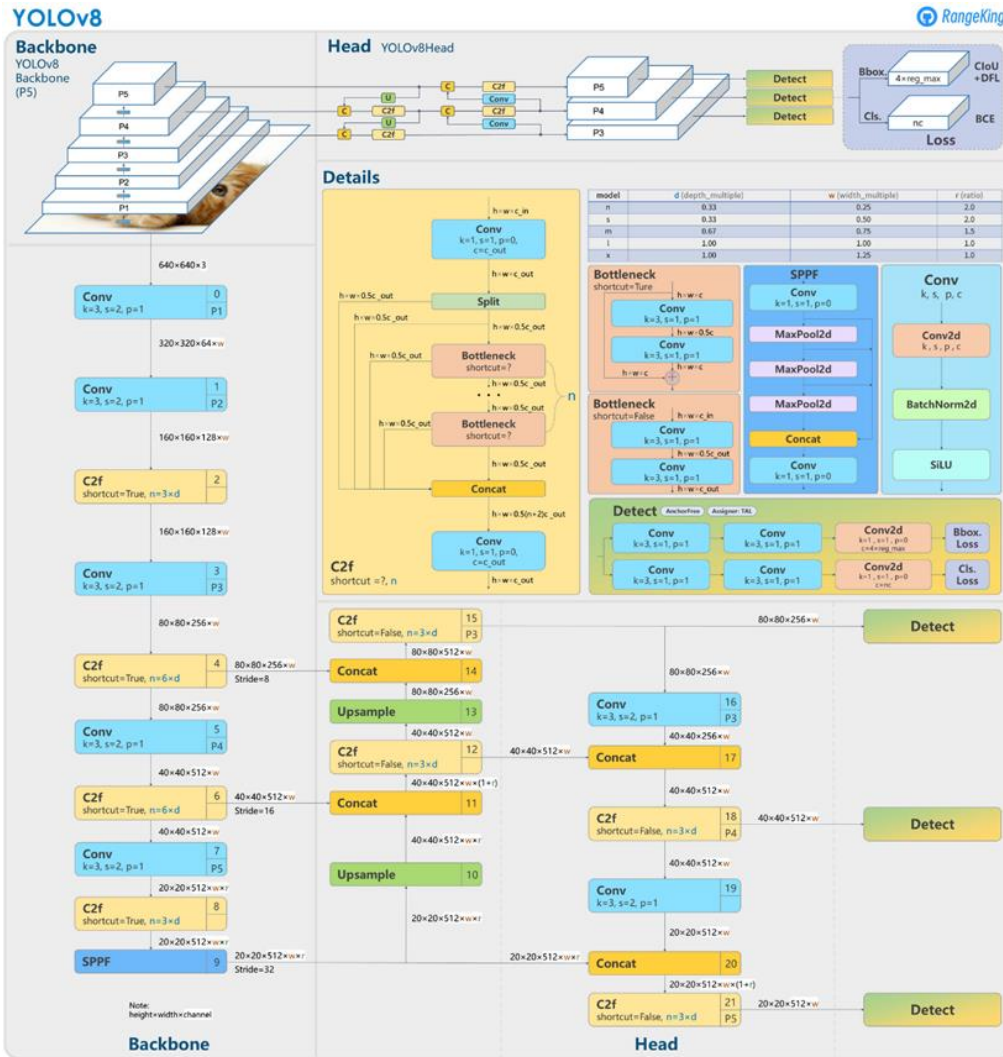 YOLOv8
RangeKing
Backbone
YOLOv8
Backbone
(P5)
P5
P4
P3
P2
P1
Head YOLOv8Head
C
C2f
U
Conv
C
C2f
C
C2f
U
Conv
C
C2f
P5
P4
P3
Detect
Detect
Detect
Bbox.
4×reg_max
CIoU
+DFL
Cls.
nc
BCE
Loss
Details
h=w=c_in
Conv
k=1, s=1, p=0,
c=c_out
h=w=c_out
Split
h=w=0.5c_out
h=w=0.5c_out
h=w=0.5c_out
h=w=0.5c_out
Bottleneck
shortcut=?
h=w=0.5c_out
...
n
h=w=0.5c_out
h=w=0.5c_out
Bottleneck
shortcut=?
h=w=0.5c_out
Concat
h=w=0.5(n+2)c_out
Conv
k=1, s=1, p=0,
c=c_out
h=w=c_out
C2f
shortcut =?, n
model d (depth_multiple) w (width_multiple) r (ratio)
n 0.33 0.25 2.0
s 0.33 0.50 2.0
m 0.67 0.75 1.5
l 1.00 1.00 1.0
x 1.00 1.25 1.0
Bottleneck
shortcut=Ture
h=w=c
Conv
k=3, s=1, p=1
h=w=0.5c
Conv
k=3, s=1, p=1
h=w=c
h=w=c
Bottleneck
shortcut=False
h=w=c_in
Conv
k=3, s=1, p=1
h=w=0.5c_out
Conv
k=3, s=1, p=1
h=w=c_out
SPPF
Conv
k=1, s=1, p=0
MaxPool2d
MaxPool2d
MaxPool2d
Concat
Conv
k=1, s=1, p=0
Conv
k, s, p, c
Conv2d
k, s, p, c
BatchNorm2d
SiLU
Detect AnchorFree Assigner: TAL
Conv
k=3, s=1, p=1
Conv
k=3, s=1, p=1
Conv2d
k=1, s=1, p=0
c=4×reg_max
Bbox.
Loss
Conv
k=3, s=1, p=1
Conv
k=3, s=1, p=1
Conv2d
k=1, s=1, p=0
c=nc
Cls.
Loss
640×640×3
Conv 0
k=3, s=2, p=1 P1
320×320×64×w
Conv 1
k=3, s=2, p=1 P2
160×160×128×w
C2f 2
shortcut=True, n=3×d
160×160×128×w
Conv 3
k=3, s=2, p=1 P3
80×80×256×w
C2f 4
shortcut=True, n=6×d
80×80×256×w
Stride=8
80×80×256×w
Conv 5
k=3, s=2, p=1 P4
40×40×512×w
C2f 6
shortcut=True, n=6×d
40×40×512×w
Stride=16
40×40×512×w
Conv 7
k=3, s=2, p=1 P5
20×20×512×w×r
C2f 8
shortcut=True, n=3×d
20×20×512×w×r
SPPF 9
20×20×512×w×r
Stride=32
Note:
height×width×channel
Backbone
C2f 15
shortcut=False, n=3×d P3
80×80×512×w
Concat 14
80×80×256×w
Upsample 13
40×40×512×w
C2f 12
shortcut=False, n=3×d
40×40×512×w×(1+r)
Concat 11
40×40×512×w×r
Upsample 10
20×20×512×w×r
80×80×256×w
Detect
80×80×256×w
Conv 16
k=3, s=2, p=1 P3
40×40×256×w
40×40×512×w
Concat 17
40×40×512×w
C2f 18
shortcut=False, n=3×d P4
40×40×512×w
Detect
40×40×512×w
Conv 19
k=3, s=2, p=1
20×20×512×w
20×20×512×w×r
Concat 20
20×20×512×w×(1+r)
C2f 21
shortcut=False, n=3×d P5
20×20×512×w
Detect
Head